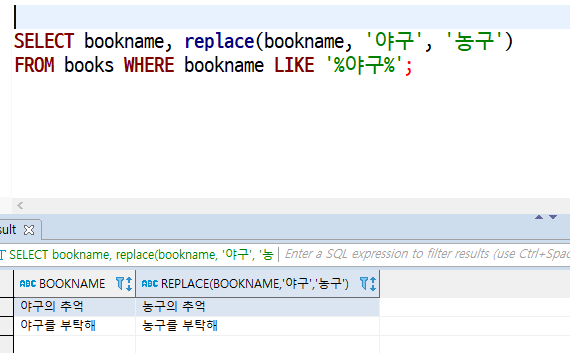 SELECT bookname, replace(bookname, '야구', '농구')
FROM books WHERE bookname LIKE '%야구%';
sult
SELECT bookname, replace(bookname, '야구', '농 Enter a SQL expression to filter results (use Ctrl+Spac
ABC BOOKNAME ABC REPLACE(BOOKNAME,'야구','농구')
야구의 추억 농구의 추억
야구를 부탁해 농구를 부탁해